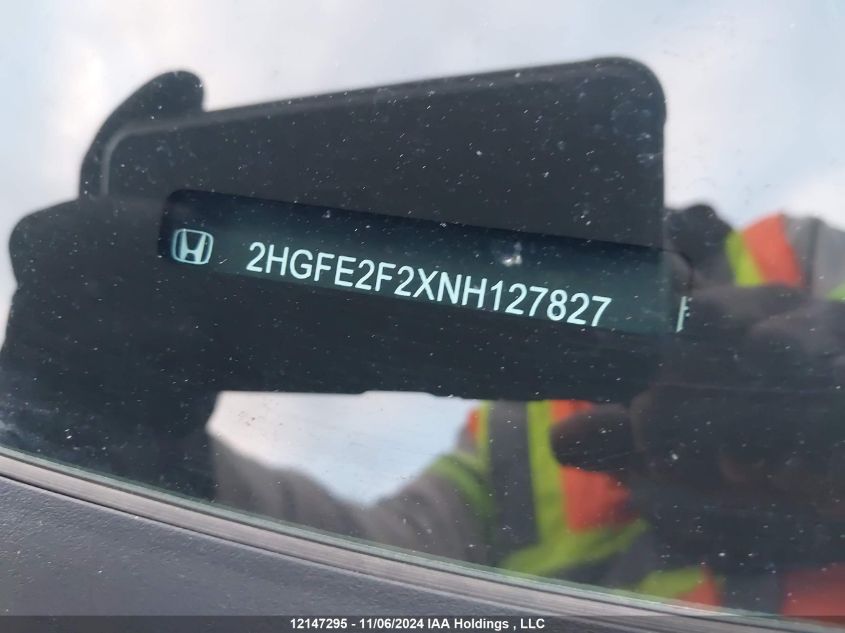 2HGFE2F2XNH127827
12147295 - 11/06/2024 IAA Holdings , LLC